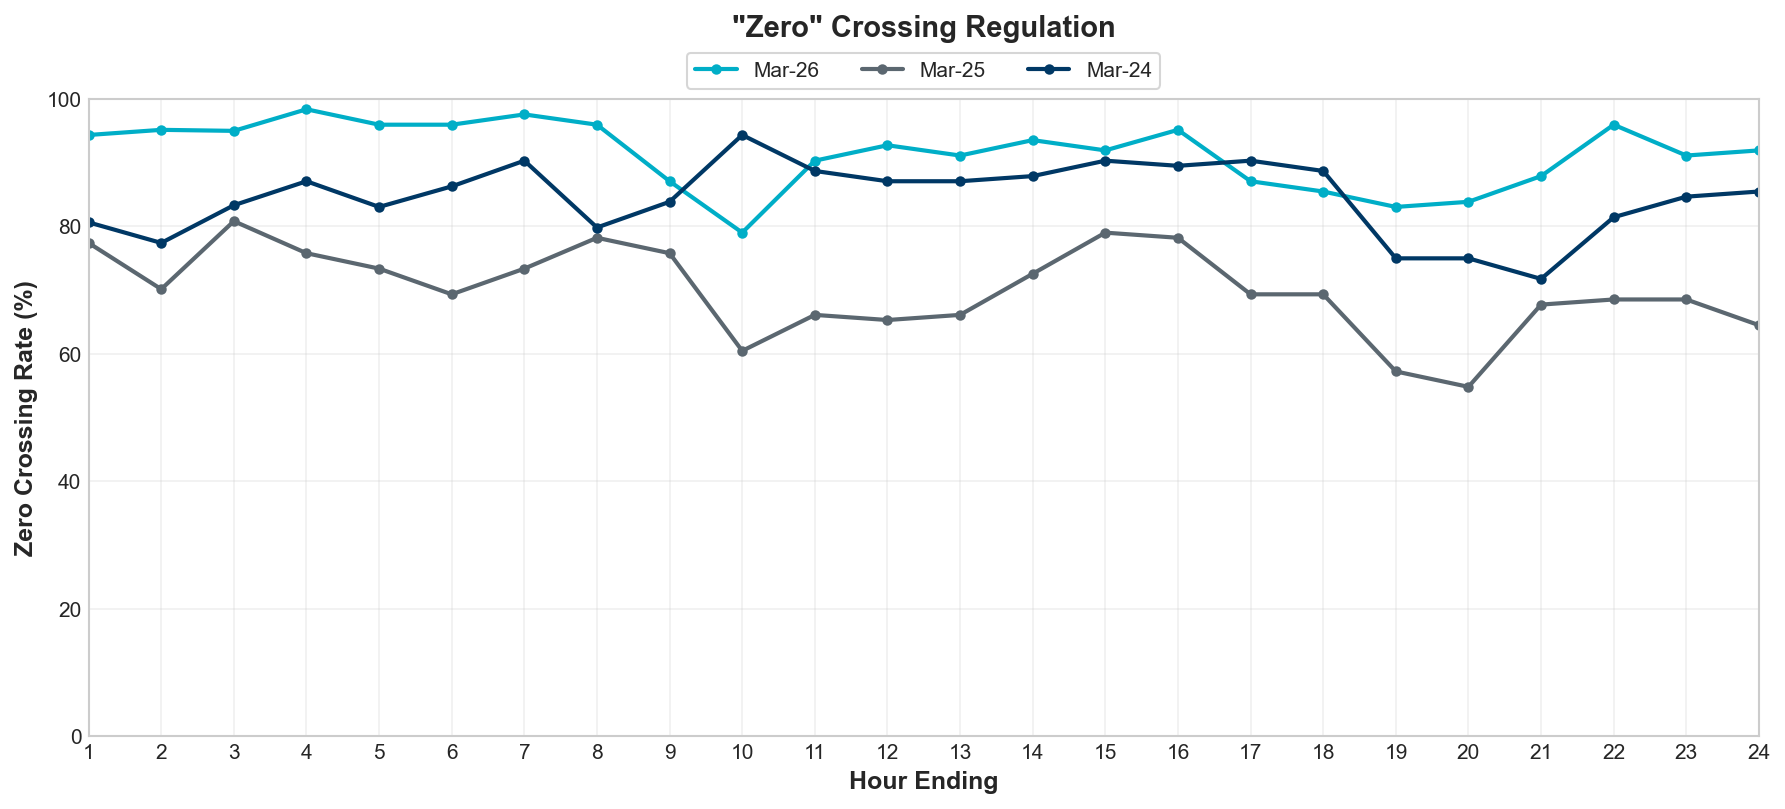 "Zero" Crossing Regulation
Mar-26 Mar-25 Mar-24
Zero Crossing Rate (%)
100
80
60
40
20
0
1 2 3 4 5 6 7 8 9 10 11 12 13 14 15 16 17 18 19 20 21 22 23 24
Hour Ending